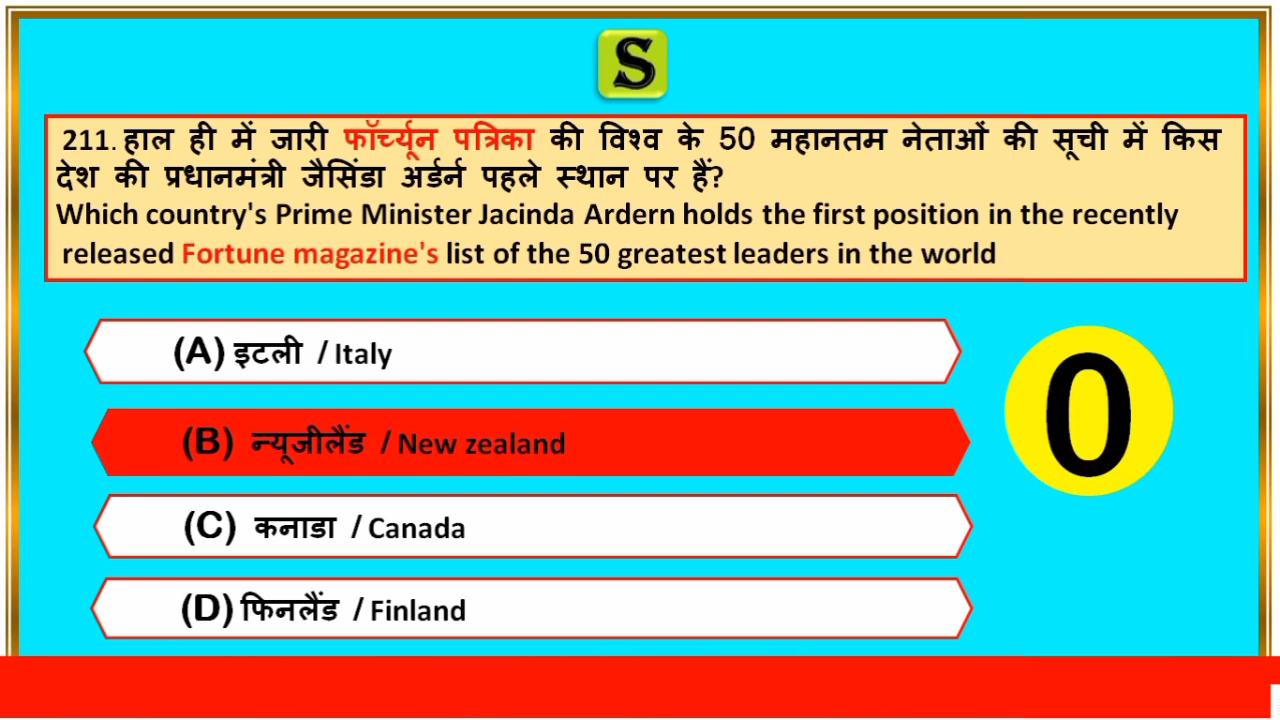 S
211. हाल ही में जारी फॉर्च्यून पत्रिका की विश्व के 50 महानतम नेताओं की सूची में किस
देश की प्रधानमंत्री जैसिंडा अर्डर्न पहले स्थान पर हैं?
Which country's Prime Minister Jacinda Ardern holds the first position in the recently
released Fortune magazine's list of the 50 greatest leaders in the world
(A) इटली / Italy
(B) न्यूजीलैंड / New zealand
0
(C) कनाडा / Canada
(D) फिनलैंड / Finland